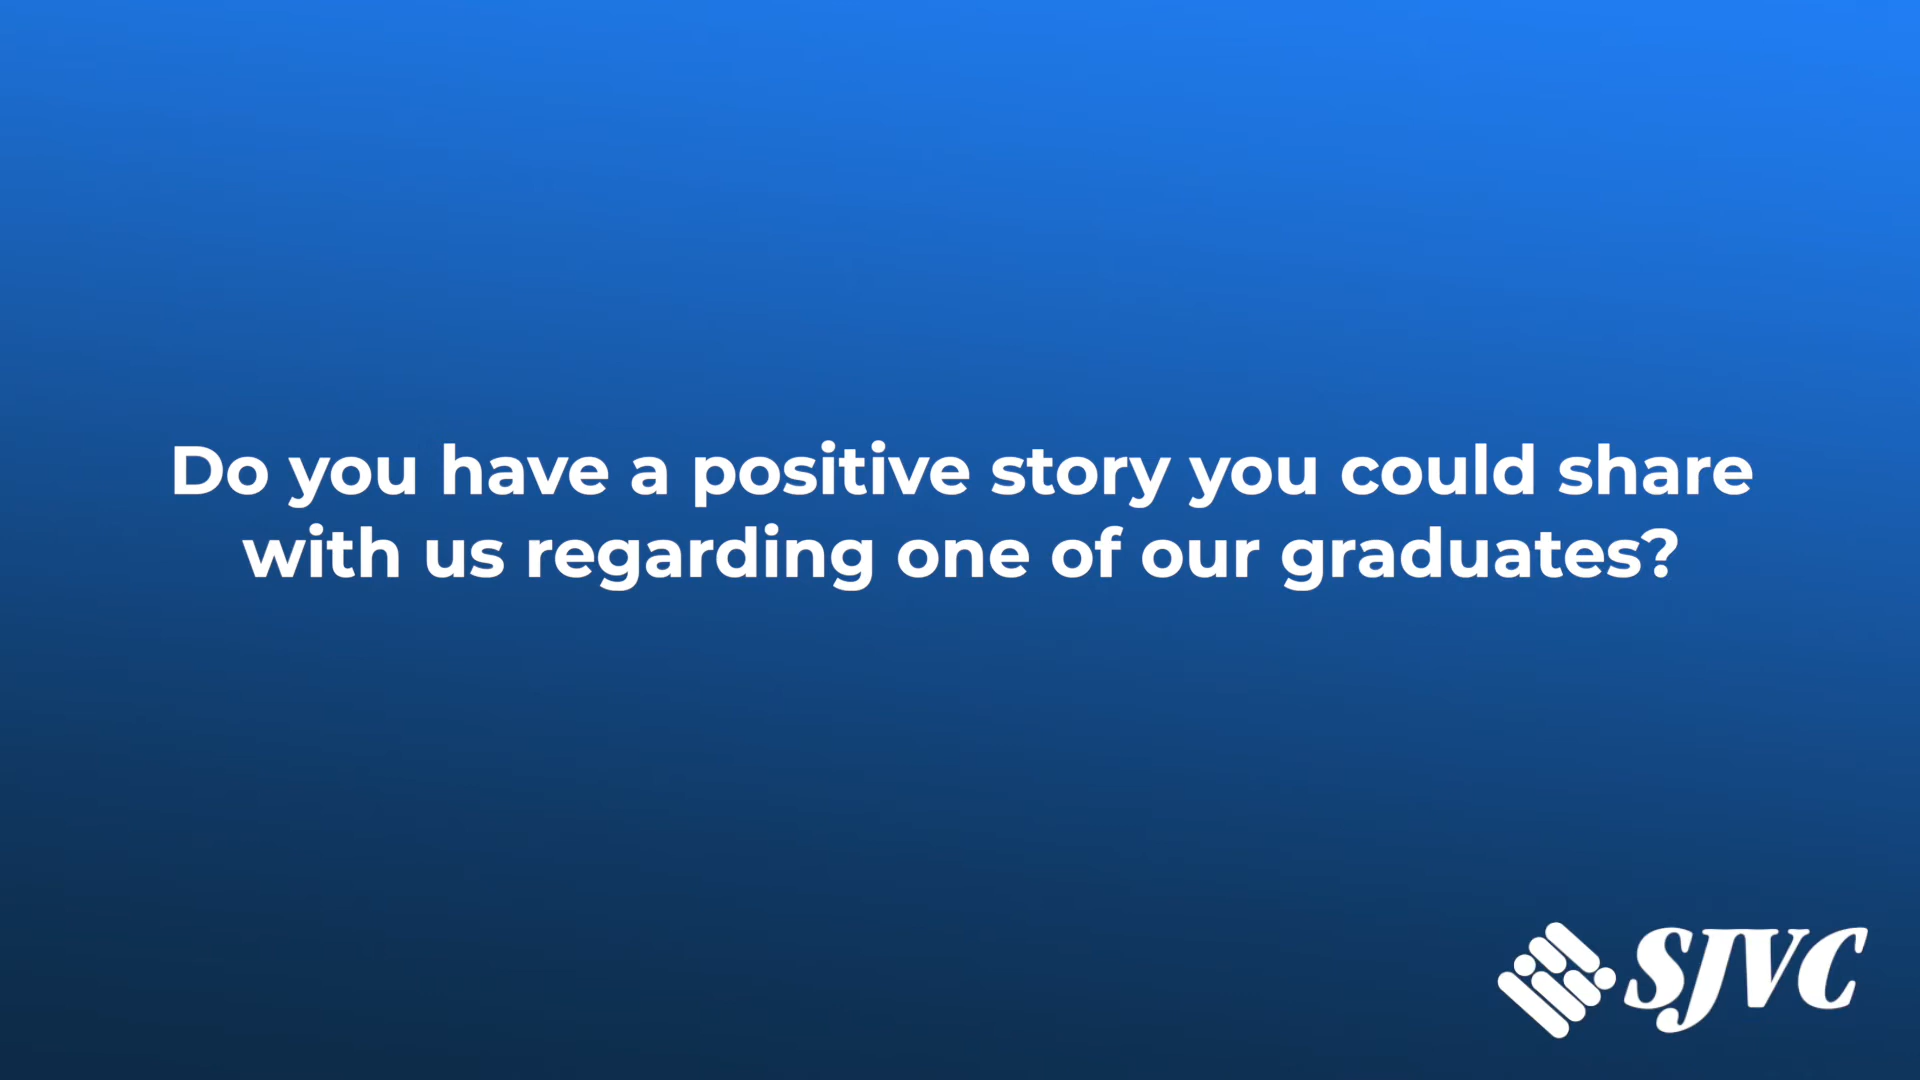 Do you have a positive story you could share
with us regarding one of our graduates?
SJVC